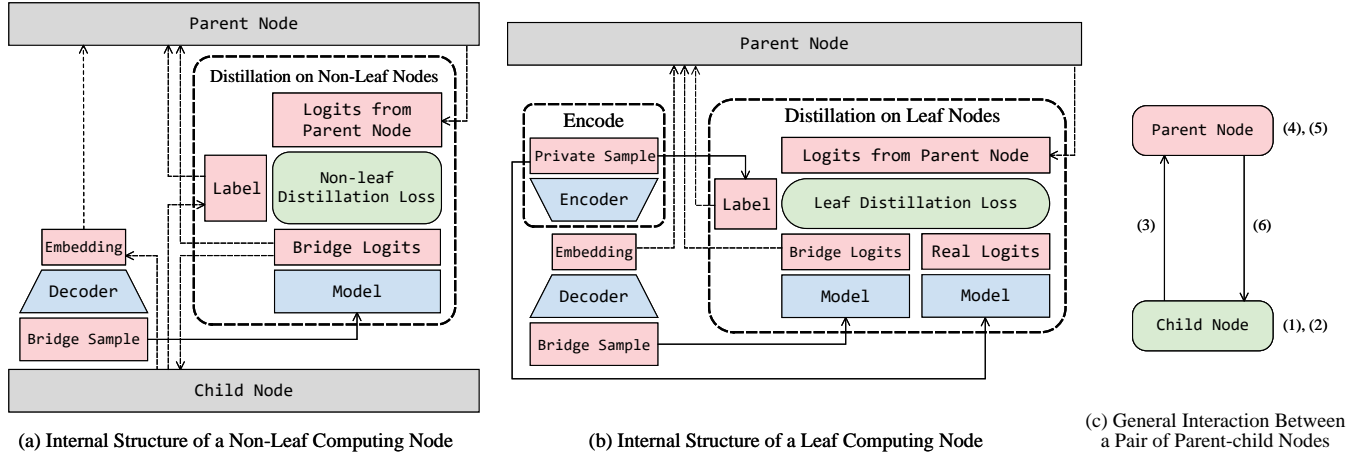 Parent Node
Distillation on Non-Leaf Nodes
Logits from
Parent Node
Label
Non-leaf
Distillation Loss
Embedding
Bridge Logits
Decoder
Model
Bridge Sample
Child Node
(a) Internal Structure of a Non-Leaf Computing Node
Parent Node
Encode
Private Sample
Encoder
Distillation on Leaf Nodes
Logits from Parent Node
Label
Leaf Distillation Loss
Embedding
Bridge Logits
Real Logits
Decoder
Model
Model
Bridge Sample
(b) Internal Structure of a Leaf Computing Node
Parent Node
(4), (5)
(3)
(6)
Child Node
(1), (2)
(c) General Interaction Between
a Pair of Parent-child Nodes